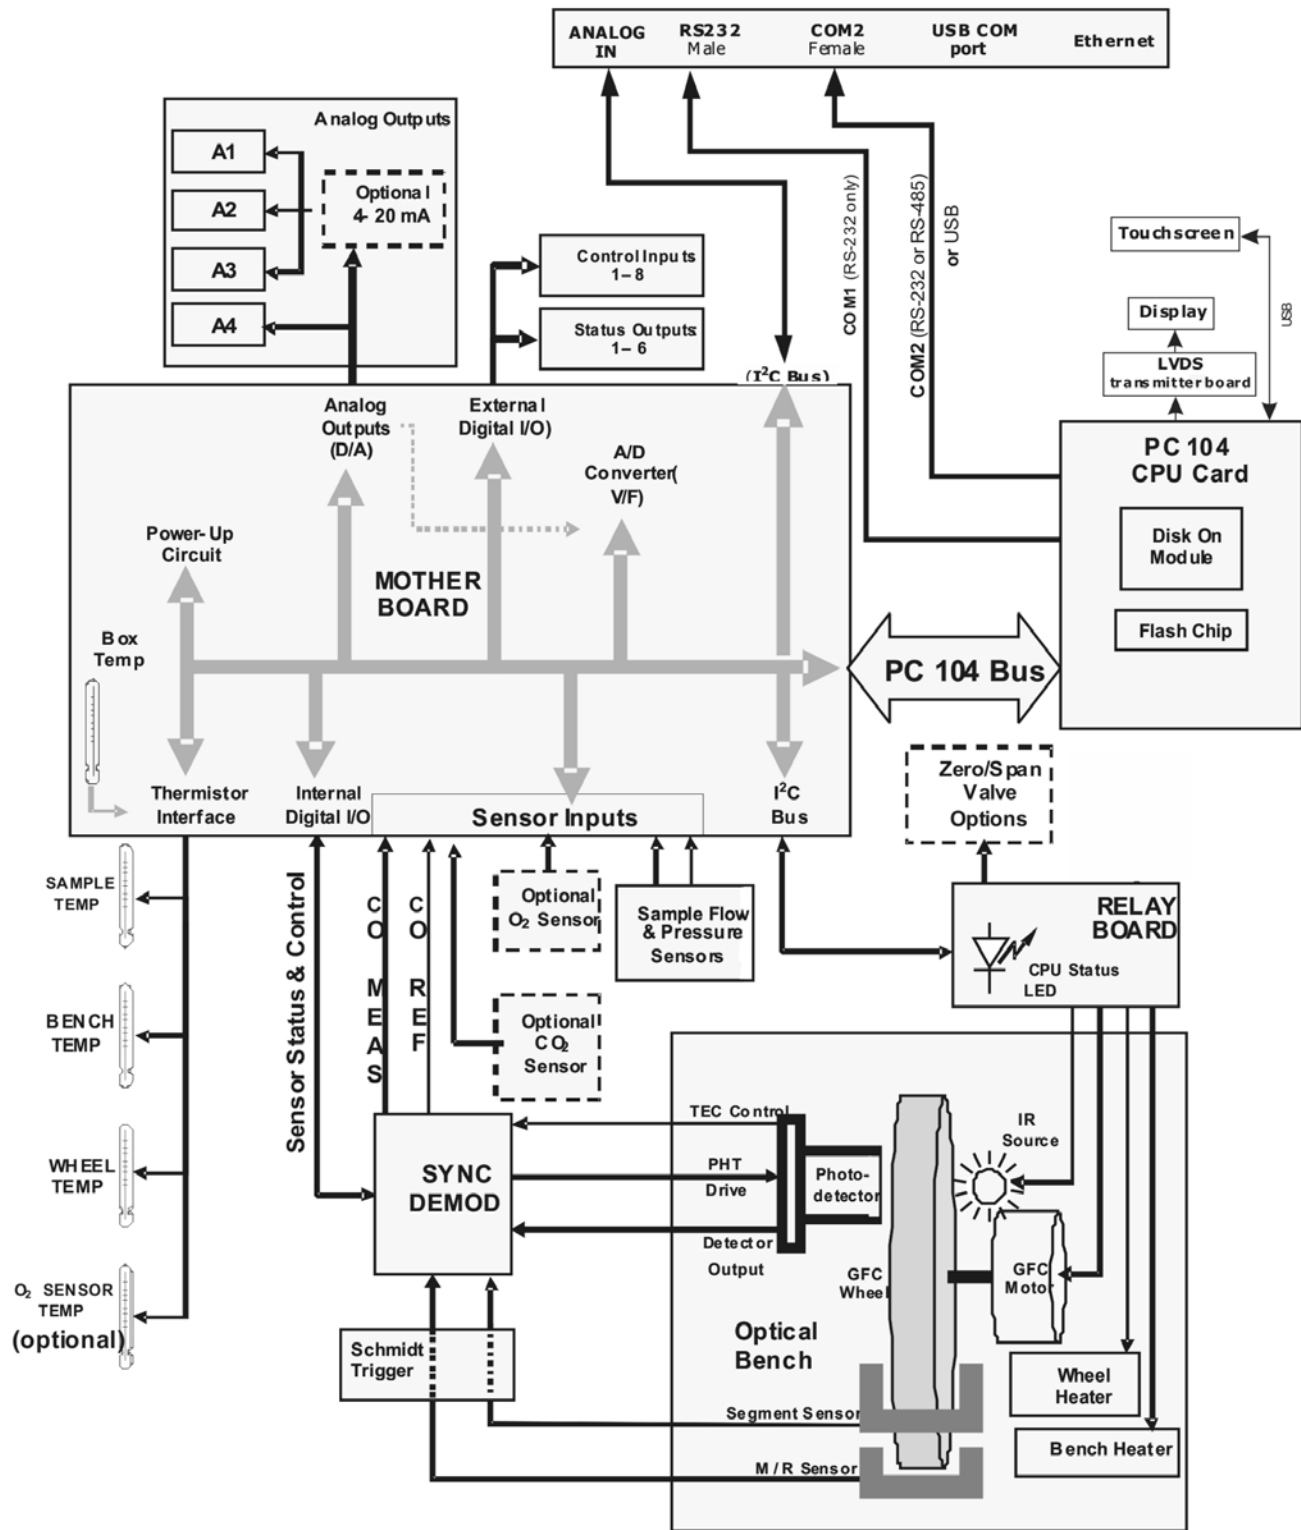 ANALOG
IN
RS232
Male
COM2
Female
USB COM
port
Ethernet
Analog Outputs
A1
A2
A3
A4
Optional
4- 20 mA
Control Inputs
1– 8
Status Outputs:
1– 6
COM1 (RS-232 only)
COM2 (RS-232 or RS-485)
or USB
Touchscreen
USB
Display
LVDS
transmitter board
PC 104
CPU Card
Disk On
Module
Flash Chip
PC 104 Bus
(I²C Bus)
Analog
Outputs
(D/A)
External
Digital I/O)
A/D
Converter(
V/F)
Power-Up
Circuit
MOTHER
BOARD
Box
Temp
Thermistor
Interface
Internal
Digital I/O
Sensor Inputs
I²C
Bus
Zero/Span
Valve
Options
SAMPLE
TEMP
BENCH
TEMP
WHEEL
TEMP
O₂ SENSOR
TEMP
(optional)
Sensor Status & Control
CO MEAS
CO REF
Optional
O₂ Sensor
Optional
CO₂
Sensor
Sample Flow
& Pressure
Sensors
RELAY
BOARD
CPU Status
LED
SYNC
DEMOD
TEC Control
PHT
Drive
Detector
Output
Photo-
detector
IR
Source
GFC
Wheel
GFC
Motor
Schmidt
Trigger
Optical
Bench
Segment Sensor
M / R Sensor
Wheel
Heater
Bench Heater